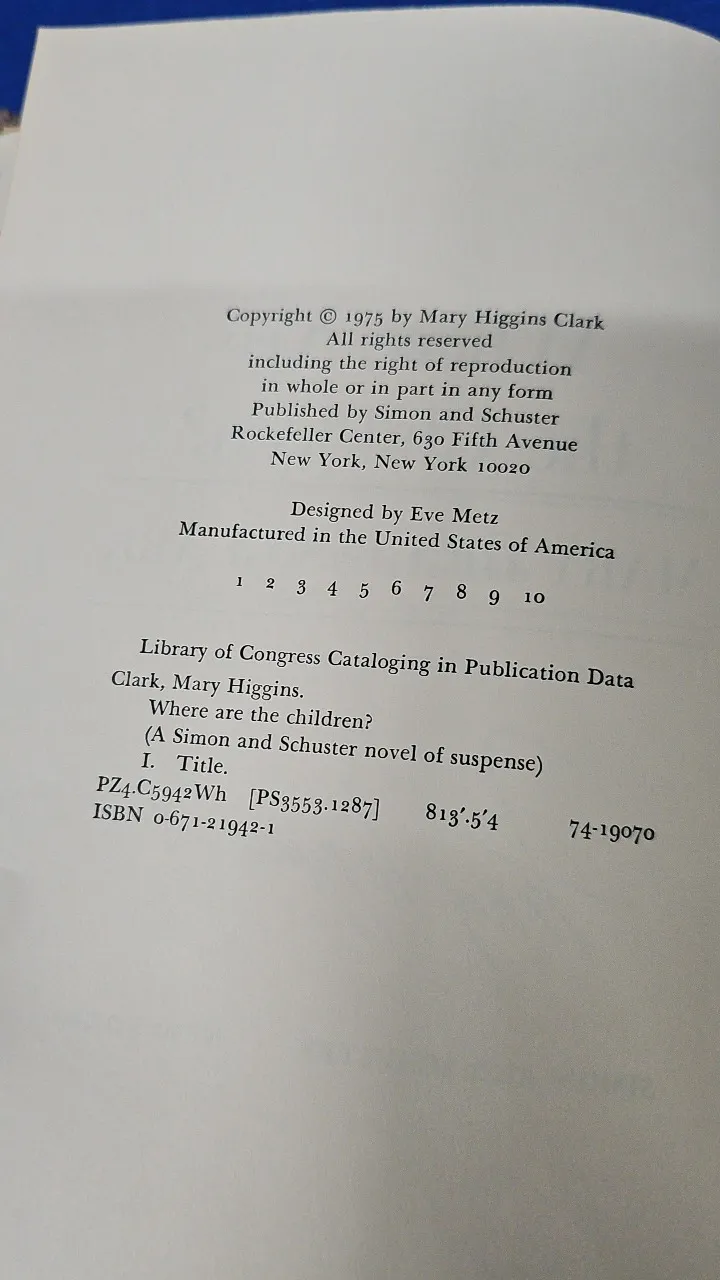 Copyright © 1975 by Mary Higgins Clark
All rights reserved
including the right of reproduction
in whole or in part in any form
Published by Simon and Schuster
Rockefeller Center, 630 Fifth Avenue
New York, New York 10020
Designed by Eve Metz
Manufactured in the United States of America
1 2 3 4 5 6 7 8 9 10
Library of Congress Cataloging in Publication Data
Clark, Mary Higgins.
Where are the children?
(A Simon and Schuster novel of suspense)
I. Title.
PZ4.C5942Wh [PS3553.1287] 813'.5'4 74-19070
ISBN 0-671-21942-1